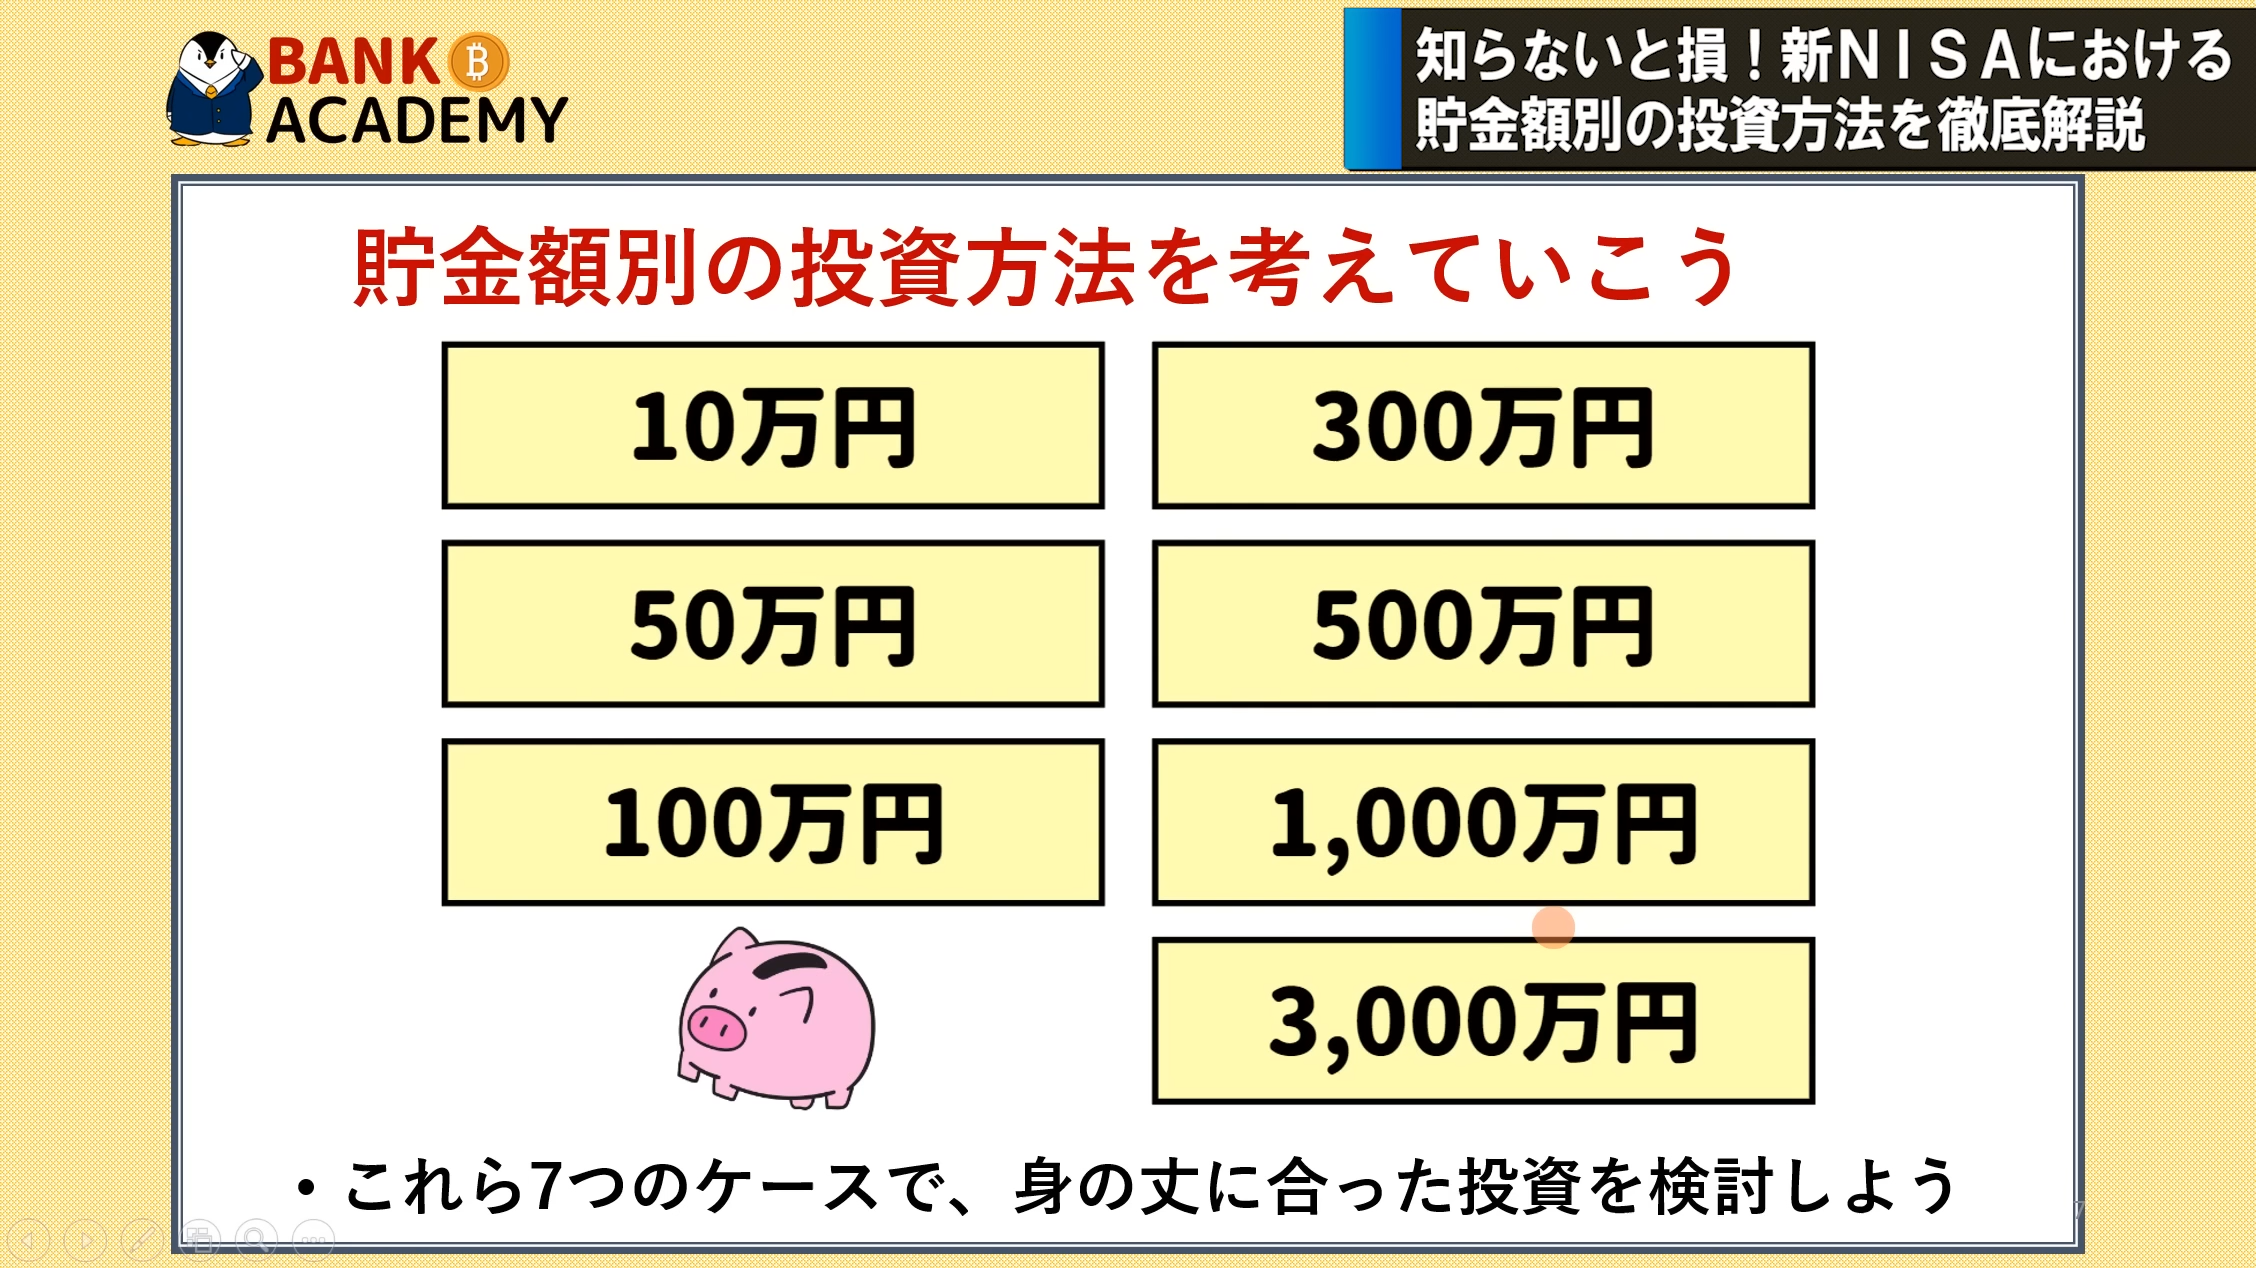 BANK
ACADEMY
知らないと損！新ＮＩＳＡにおける
貯金額別の投資方法を徹底解説
貯金額別の投資方法を考えていこう
10万円
300万円
50万円
500万円
100万円
1,000万円
3,000万円
・これら7つのケースで、身の丈に合った投資を検討しよう
7